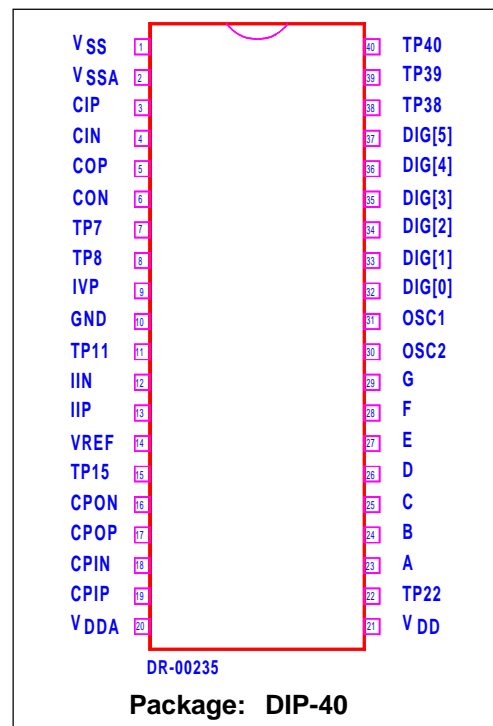 VSS 1 40 TP40
VSSA 2 39 TP39
CIP 3 38 TP38
CIN 4 37 DIG[5]
COP 5 36 DIG[4]
CON 6 35 DIG[3]
TP7 7 34 DIG[2]
TP8 8 33 DIG[1]
IVP 9 32 DIG[0]
GND 10 31 OSC1
TP11 11 30 OSC2
IIN 12 29 G
IIP 13 28 F
VREF 14 27 E
TP15 15 26 D
CPON 16 25 C
CPOP 17 24 B
CPIN 18 23 A
CPIP 19 22 TP22
VDDA 20 21 VDD
DR-00235
Package: DIP-40